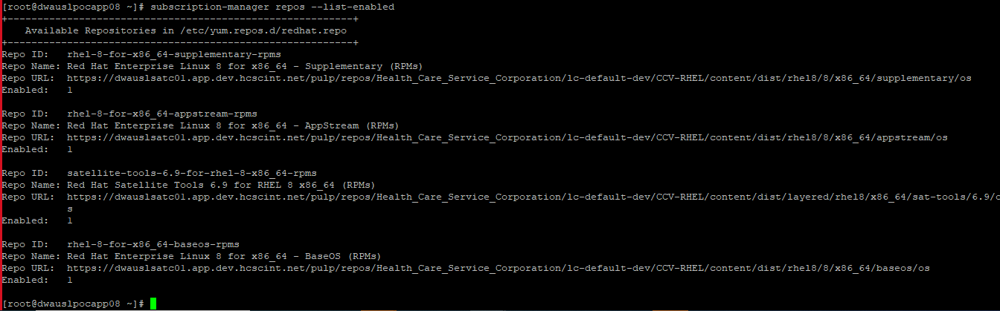 [root@dwauslpocapp08 ~]# subscription-manager repos --list-enabled
+----------------------------------------------------------+
    Available Repositories in /etc/yum.repos.d/redhat.repo
+----------------------------------------------------------+
Repo ID:   rhel-8-for-x86_64-supplementary-rpms
Repo Name: Red Hat Enterprise Linux 8 for x86_64 - Supplementary (RPMs)
Repo URL:  https://dwauslsatc01.app.dev.hcscint.net/pulp/repos/Health_Care_Service_Corporation/lc-default-dev/CCV-RHEL/content/dist/rhel8/8/x86_64/supplementary/os
Enabled:   1

Repo ID:   rhel-8-for-x86_64-appstream-rpms
Repo Name: Red Hat Enterprise Linux 8 for x86_64 - AppStream (RPMs)
Repo URL:  https://dwauslsatc01.app.dev.hcscint.net/pulp/repos/Health_Care_Service_Corporation/lc-default-dev/CCV-RHEL/content/dist/rhel8/8/x86_64/appstream/os
Enabled:   1

Repo ID:   satellite-tools-6.9-for-rhel-8-x86_64-rpms
Repo Name: Red Hat Satellite Tools 6.9 for RHEL 8 x86_64 (RPMs)
Repo URL:  https://dwauslsatc01.app.dev.hcscint.net/pulp/repos/Health_Care_Service_Corporation/lc-default-dev/CCV-RHEL/content/dist/layered/rhel8/x86_64/sat-tools/6.9/o
           s
Enabled:   1

Repo ID:   rhel-8-for-x86_64-baseos-rpms
Repo Name: Red Hat Enterprise Linux 8 for x86_64 - BaseOS (RPMs)
Repo URL:  https://dwauslsatc01.app.dev.hcscint.net/pulp/repos/Health_Care_Service_Corporation/lc-default-dev/CCV-RHEL/content/dist/rhel8/8/x86_64/baseos/os
Enabled:   1

[root@dwauslpocapp08 ~]#